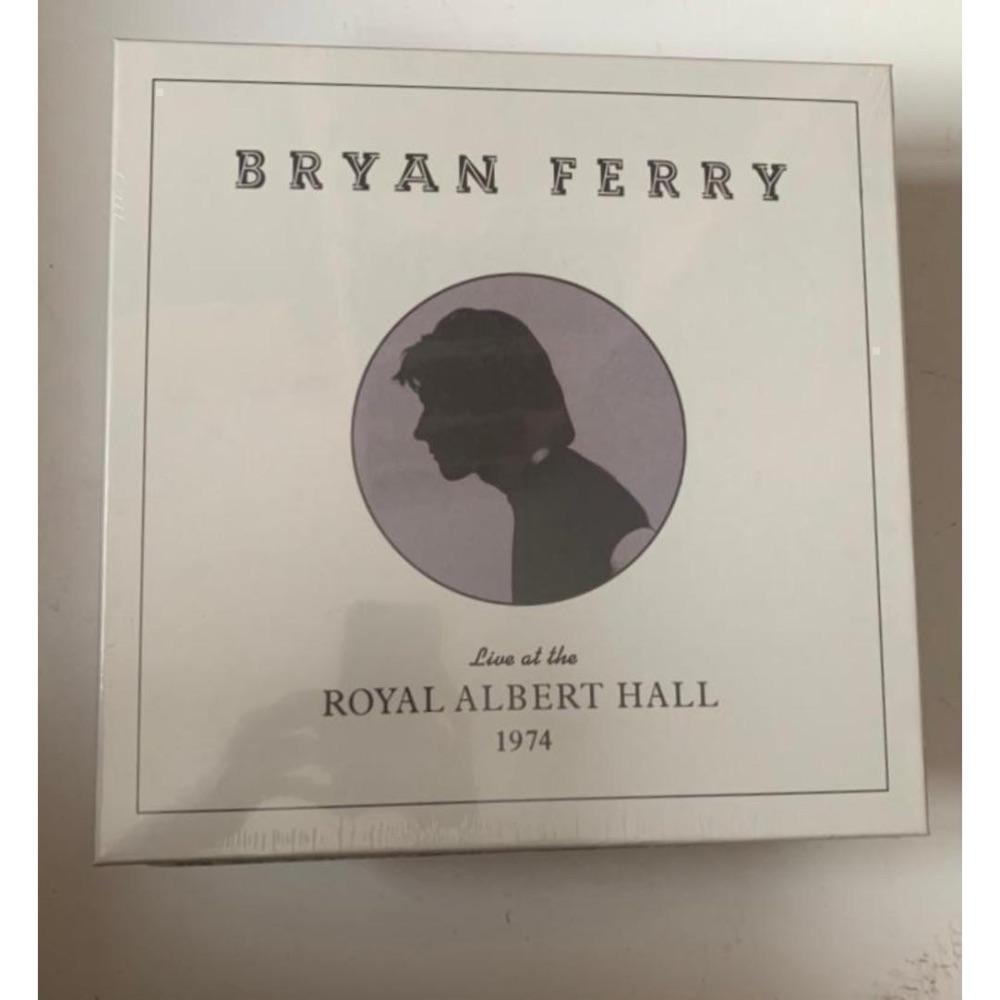 BRYAN FERRY
Live at the
ROYAL ALBERT HALL
1974